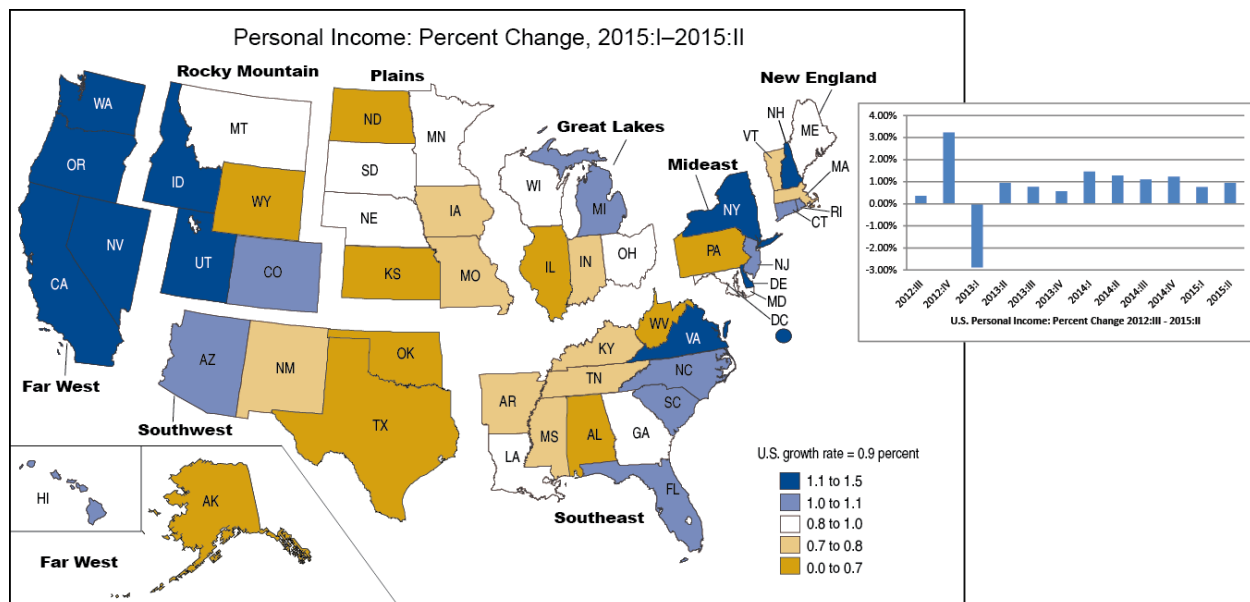 Personal Income: Percent Change, 2015:I–2015:II
Rocky Mountain
Plains
New England
Great Lakes
Mideast
Far West
Southwest
Southeast
Far West
WA
OR
CA
NV
ID
MT
WY
UT
CO
AZ
NM
ND
SD
NE
KS
MN
IA
MO
OK
TX
WI
MI
IL
IN
OH
KY
TN
AR
LA
MS
AL
GA
FL
SC
NC
VA
WV
PA
NY
VT
NH
ME
MA
RI
CT
NJ
DE
MD
DC
HI
AK
U.S. growth rate = 0.9 percent
1.1 to 1.5
1.0 to 1.1
0.8 to 1.0
0.7 to 0.8
0.0 to 0.7
4.00%
3.00%
2.00%
1.00%
0.00%
-1.00%
-2.00%
-3.00%
2012:III
2012:IV
2013:I
2013:II
2013:III
2013:IV
2014:I
2014:II
2014:III
2014:IV
2015:I
2015:II
U.S. Personal Income: Percent Change 2012:III - 2015:II